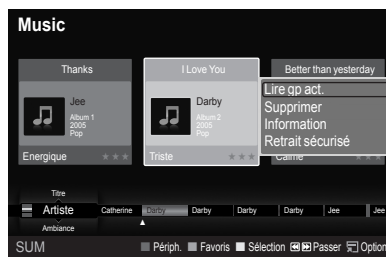 Music
Thanks
I Love You
Better than yesterday
Jee
Album 1
2005
Pop
Darby
Album 2
2005
Pop
Lire gp act.
Supprimer
Information
Retrait sécurisé
Energique
Triste
Calme
Titre
Artiste
Catherine Darby Darby Darby Darby Jee Jee
Ambiance
SUM Périph. Favoris Sélection Passer Option